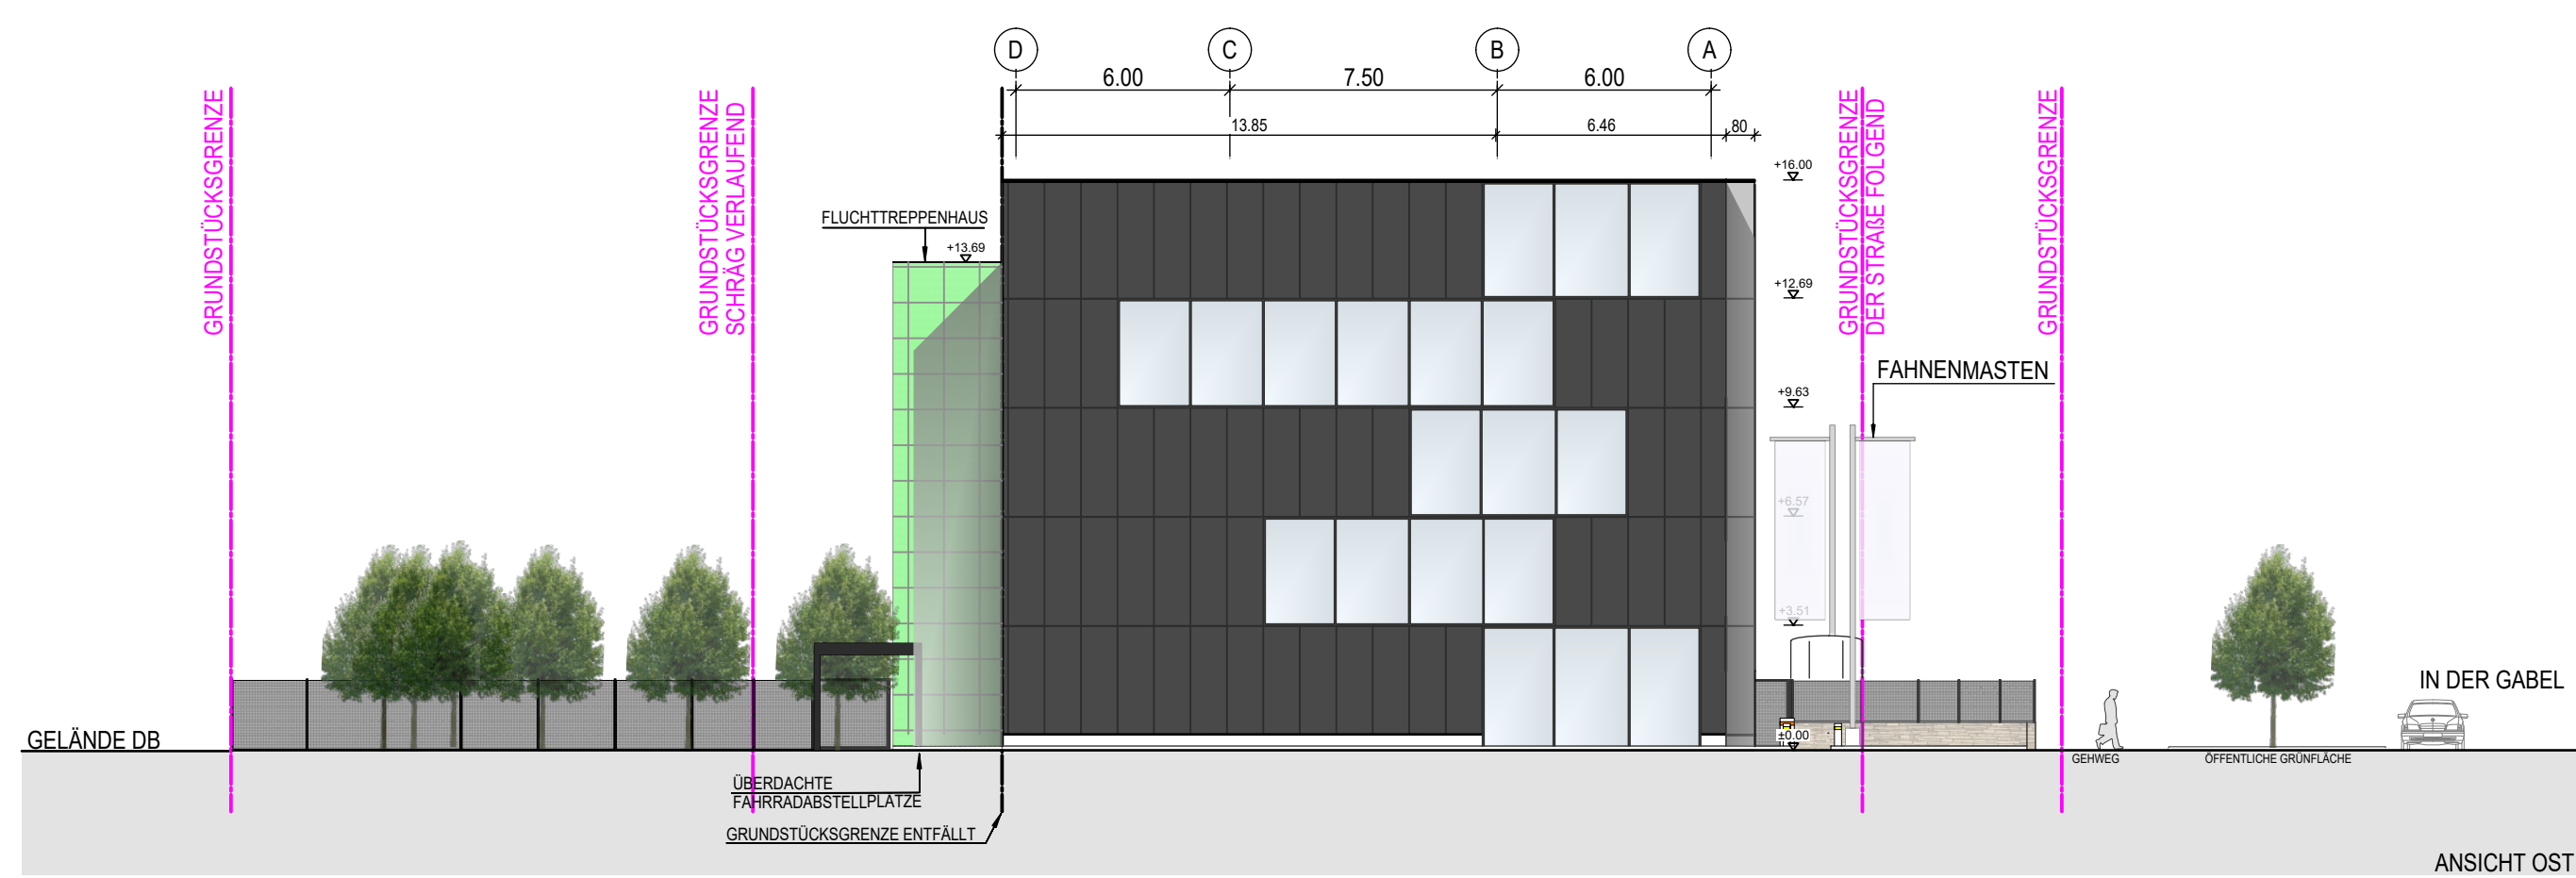 D
C
B
A
6.00
7.50
6.00
13.85
6.46
80
GRUNDSTÜCKSGRENZE
GRUNDSTÜCKSGRENZE
SCHRÄG VERLAUFEND
GRUNDSTÜCKSGRENZE
DER STRAßE FOLGEND
GRUNDSTÜCKSGRENZE
+16.00
FLUCHTTREPPENHAUS
+13.69
+12.69
FAHNENMASTEN
+9.63
+6.57
+3.51
IN DER GABEL
GELÄNDE DB
±0.00
GEHWEG
ÖFFENTLICHE GRÜNFLÄCHE
ÜBERDACHTE
FAHRRADABSTELLPLÄTZE
GRUNDSTÜCKSGRENZE ENTFÄLLT
ANSICHT OST